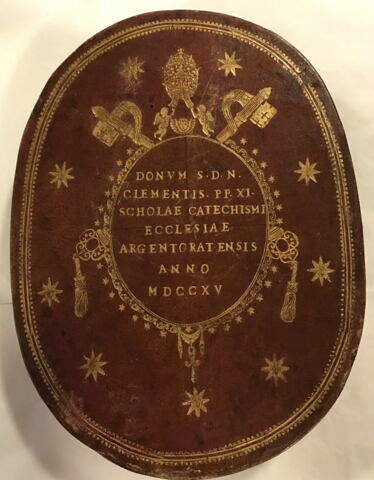 DONVM S·D·N·
CLEMENTIS· PP· XI·
SCHOLAE CATECHISMI
ECCLESIAE
ARGENTORATENSIS
ANNO
MDCCXV